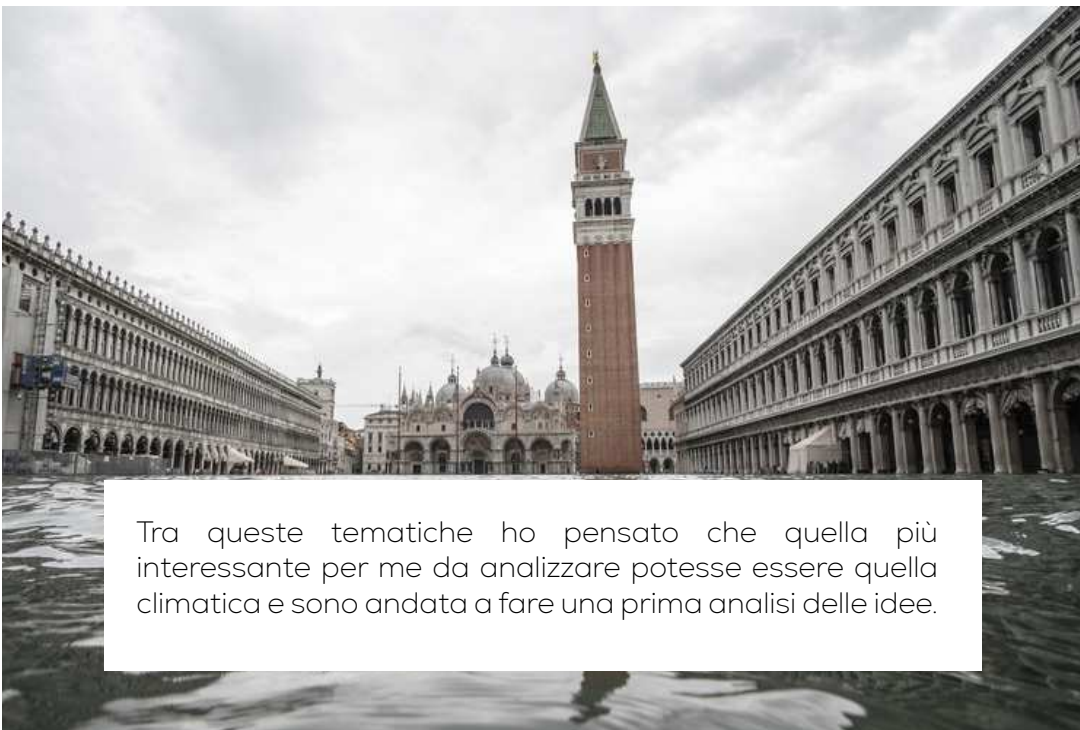 Tra queste tematiche ho pensato che quella più
interessante per me da analizzare potesse essere quella
climatica e sono andata a fare una prima analisi delle idee.